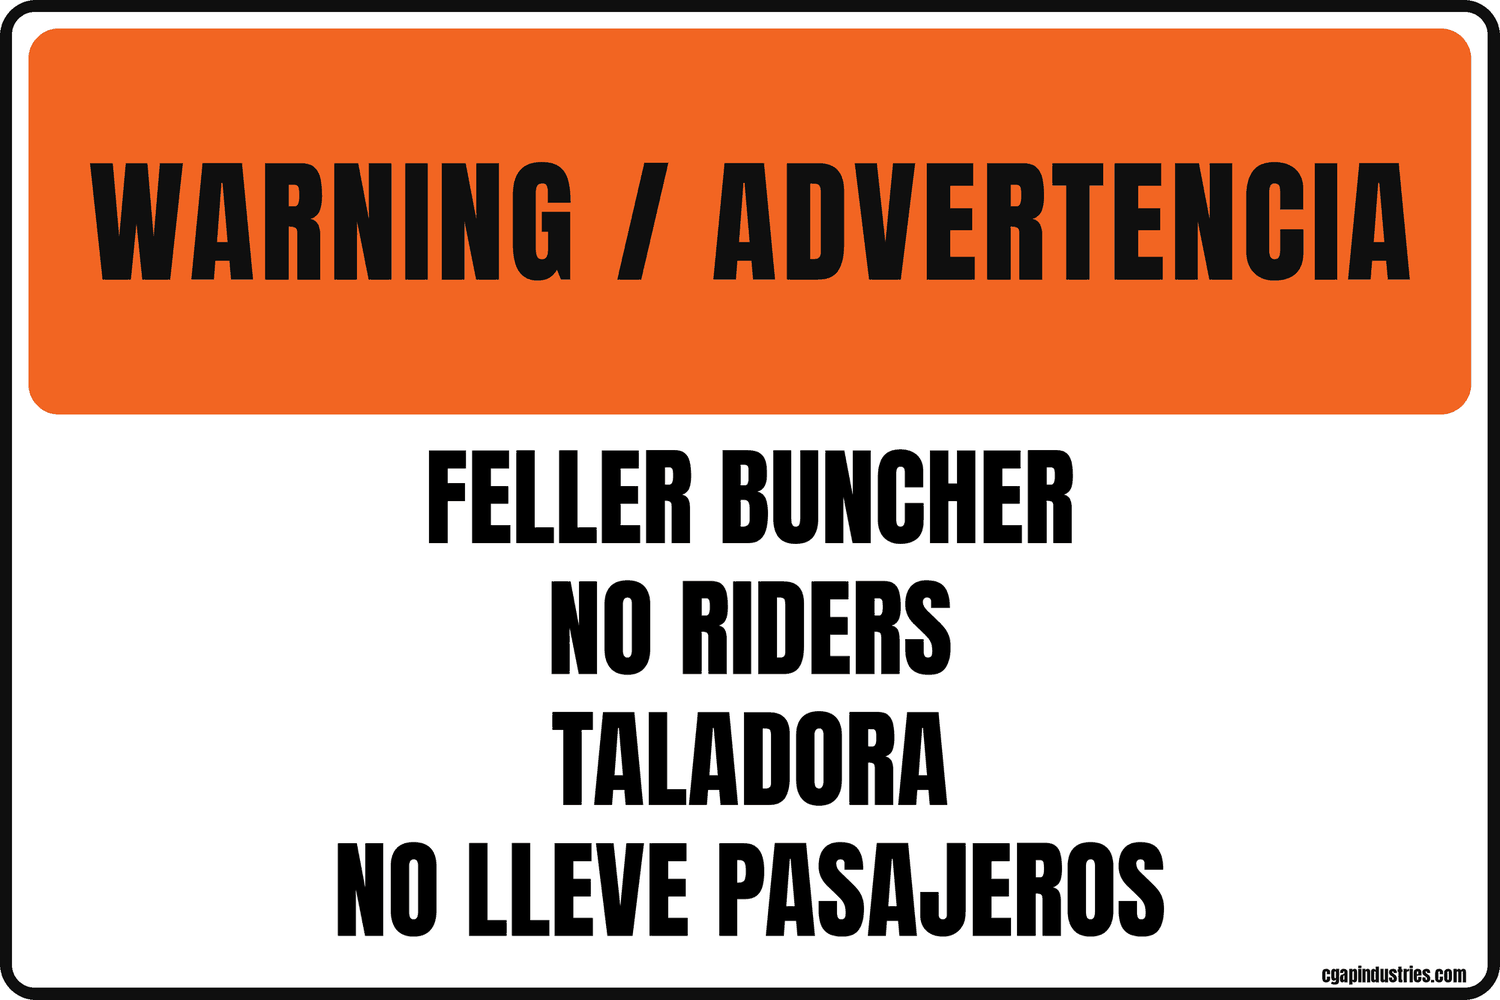 WARNING / ADVERTENCIA
FELLER BUNCHER
NO RIDERS
TALADORA
NO LLEVE PASAJEROS
cgapindustries.com